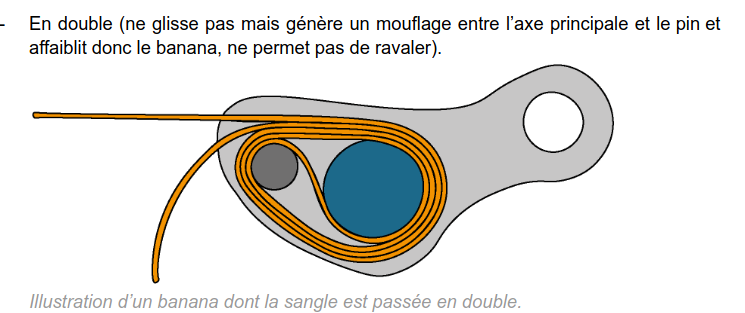 - En double (ne glisse pas mais génère un mouflage entre l'axe principale et le pin et
affaiblit donc le banana, ne permet pas de ravaler).
Illustration d'un banana dont la sangle est passée en double.